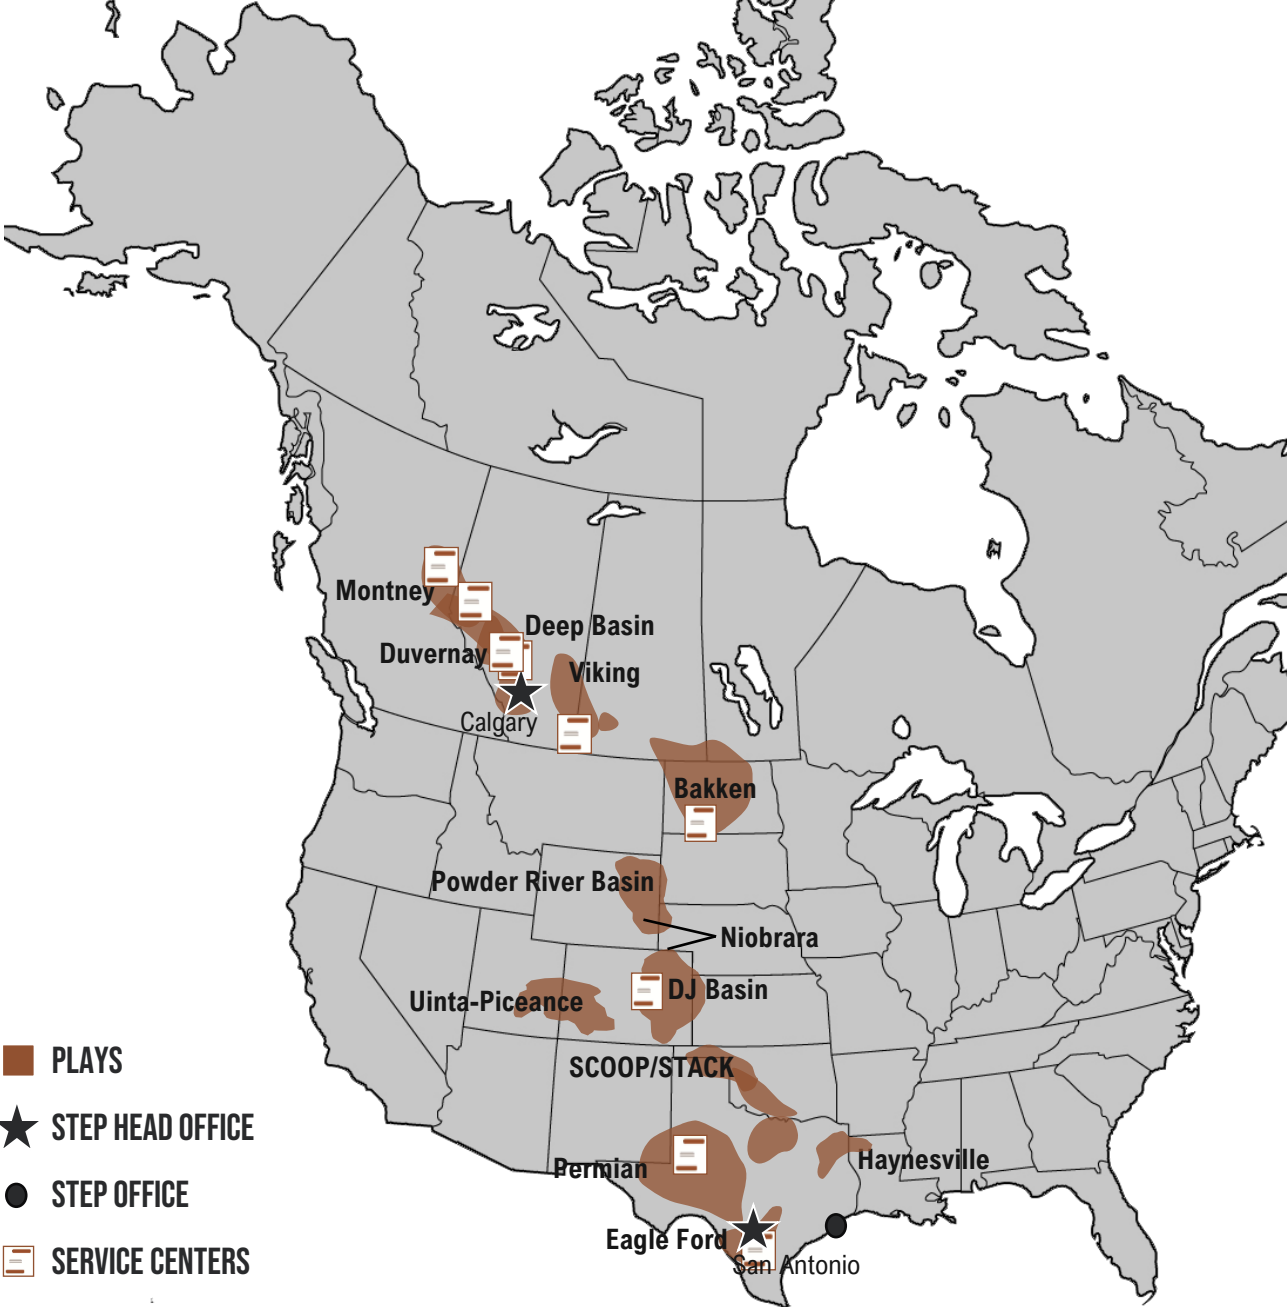 Montney
Deep Basin
Duvernay
Viking
Calgary
Bakken
Powder River Basin
Niobrara
DJ Basin
Uinta-Piceance
SCOOP/STACK
Permian
Haynesville
Eagle Ford
San Antonio
PLAYS
STEP HEAD OFFICE
STEP OFFICE
SERVICE CENTERS